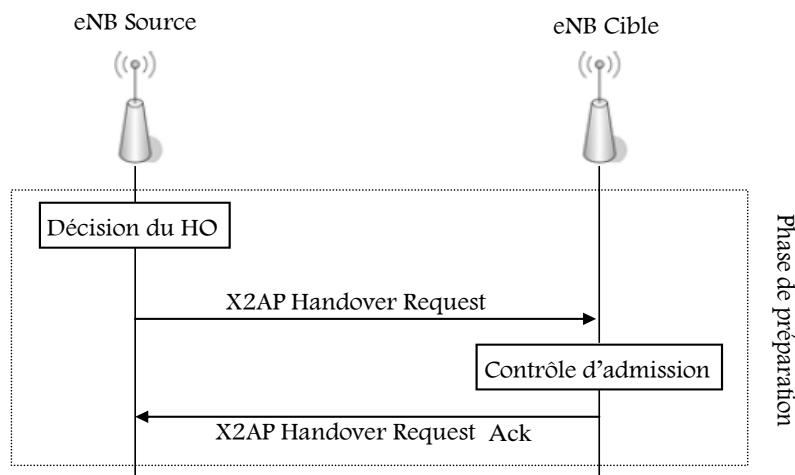 eNB Source
eNB Cible
Décision du HO
X2AP Handover Request
Contrôle d'admission
X2AP Handover Request Ack
Phase de préparation